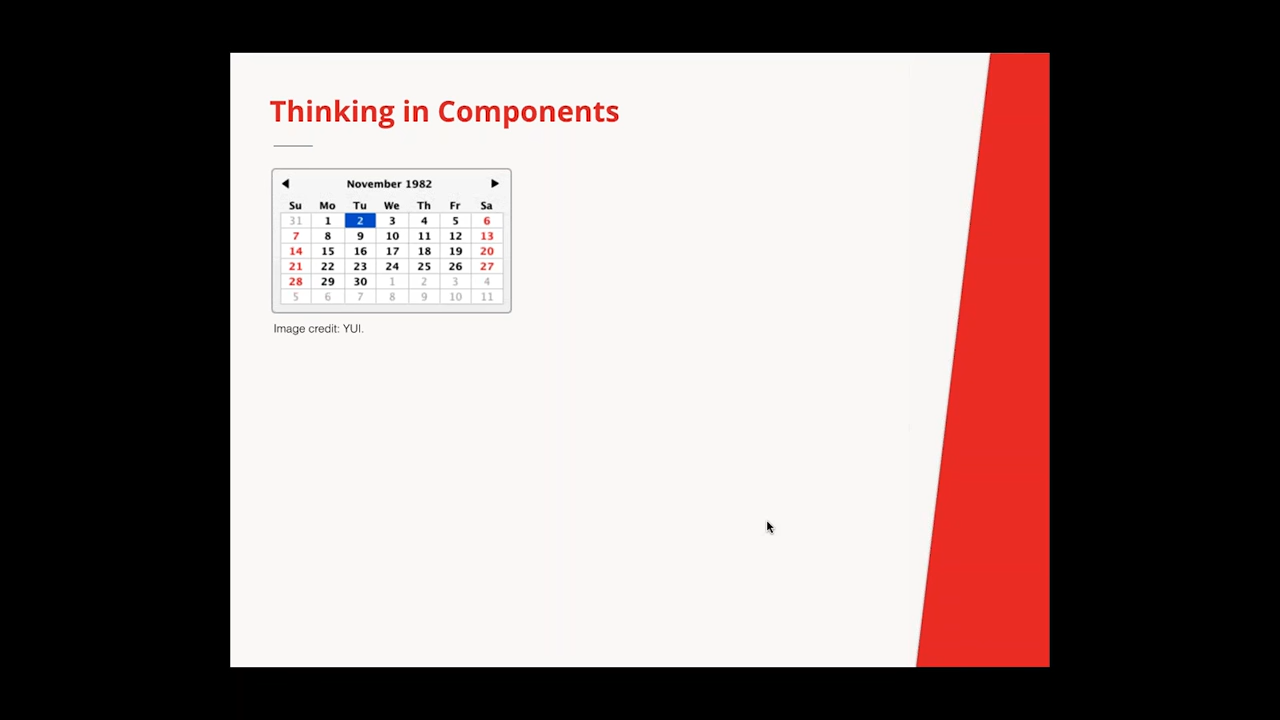 Thinking in Components
November 1982
Su Mo Tu We Th Fr Sa
31 1 2 3 4 5 6
7 8 9 10 11 12 13
14 15 16 17 18 19 20
21 22 23 24 25 26 27
28 29 30 1 2 3 4
5 6 7 8 9 10 11
Image credit: YUI.